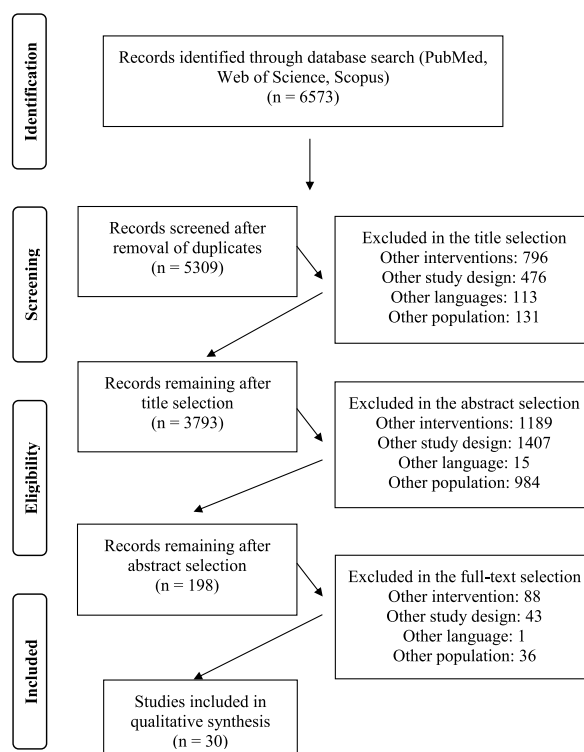 Identification
Records identified through database search (PubMed,
Web of Science, Scopus)
(n = 6573)
Screening
Records screened after
removal of duplicates
(n = 5309)
Excluded in the title selection
Other interventions: 796
Other study design: 476
Other languages: 113
Other population: 131
Records remaining after
title selection
(n = 3793)
Eligibility
Excluded in the abstract selection
Other interventions: 1189
Other study design: 1407
Other language: 15
Other population: 984
Records remaining after
abstract selection
(n = 198)
Excluded in the full-text selection
Other intervention: 88
Other study design: 43
Other language: 1
Other population: 36
Included
Studies included in
qualitative synthesis
(n = 30)